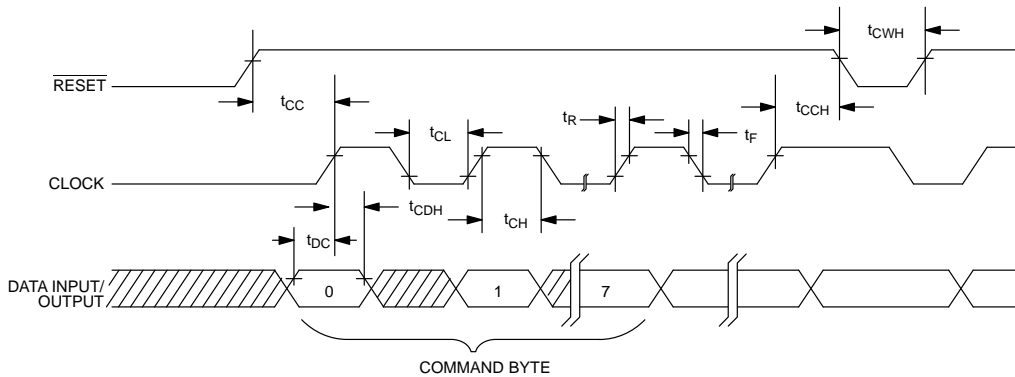 tCWH
RESET
tCC
tCCH
tR
tF
tCL
CLOCK
tCDH
tCH
tDC
DATA INPUT/
OUTPUT
0
1
7
COMMAND BYTE